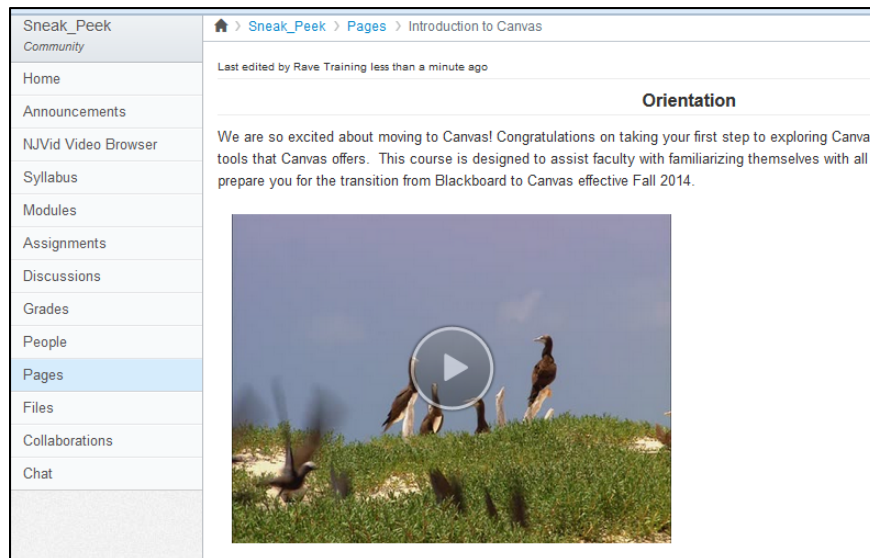 Sneak_Peek
Community
Home
Announcements
NJVid Video Browser
Syllabus
Modules
Assignments
Discussions
Grades
People
Pages
Files
Collaborations
Chat
Sneak_Peek > Pages > Introduction to Canvas
Last edited by Rave Training less than a minute ago
Orientation
We are so excited about moving to Canvas! Congratulations on taking your first step to exploring Canva
tools that Canvas offers. This course is designed to assist faculty with familiarizing themselves with all
prepare you for the transition from Blackboard to Canvas effective Fall 2014.